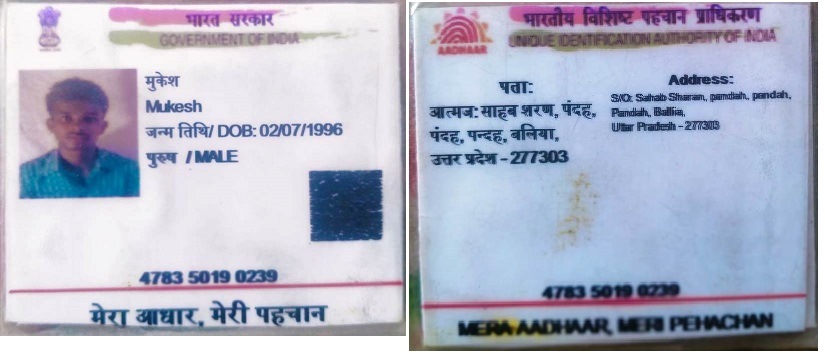 भारत सरकार
GOVERNMENT OF INDIA
मुकेश
Mukesh
जन्म तिथि/ DOB: 02/07/1996
पुरुष / MALE
4783 5019 0239
मेरा आधार, मेरी पहचान
भारतीय विशिष्ट पहचान प्राधिकरण
UNIQUE IDENTIFICATION AUTHORITY OF INDIA
AADHAAR
पता:
आत्मज: साहब शरण, पंदह,
पंदह, पन्दह, बलिया,
उत्तर प्रदेश - 277303
Address:
S/O: Sahab Sharan, pandah, pandah,
Pandah, Ballia,
Uttar Pradesh - 277303
4783 5019 0239
MERA AADHAAR, MERI PEHACHAN